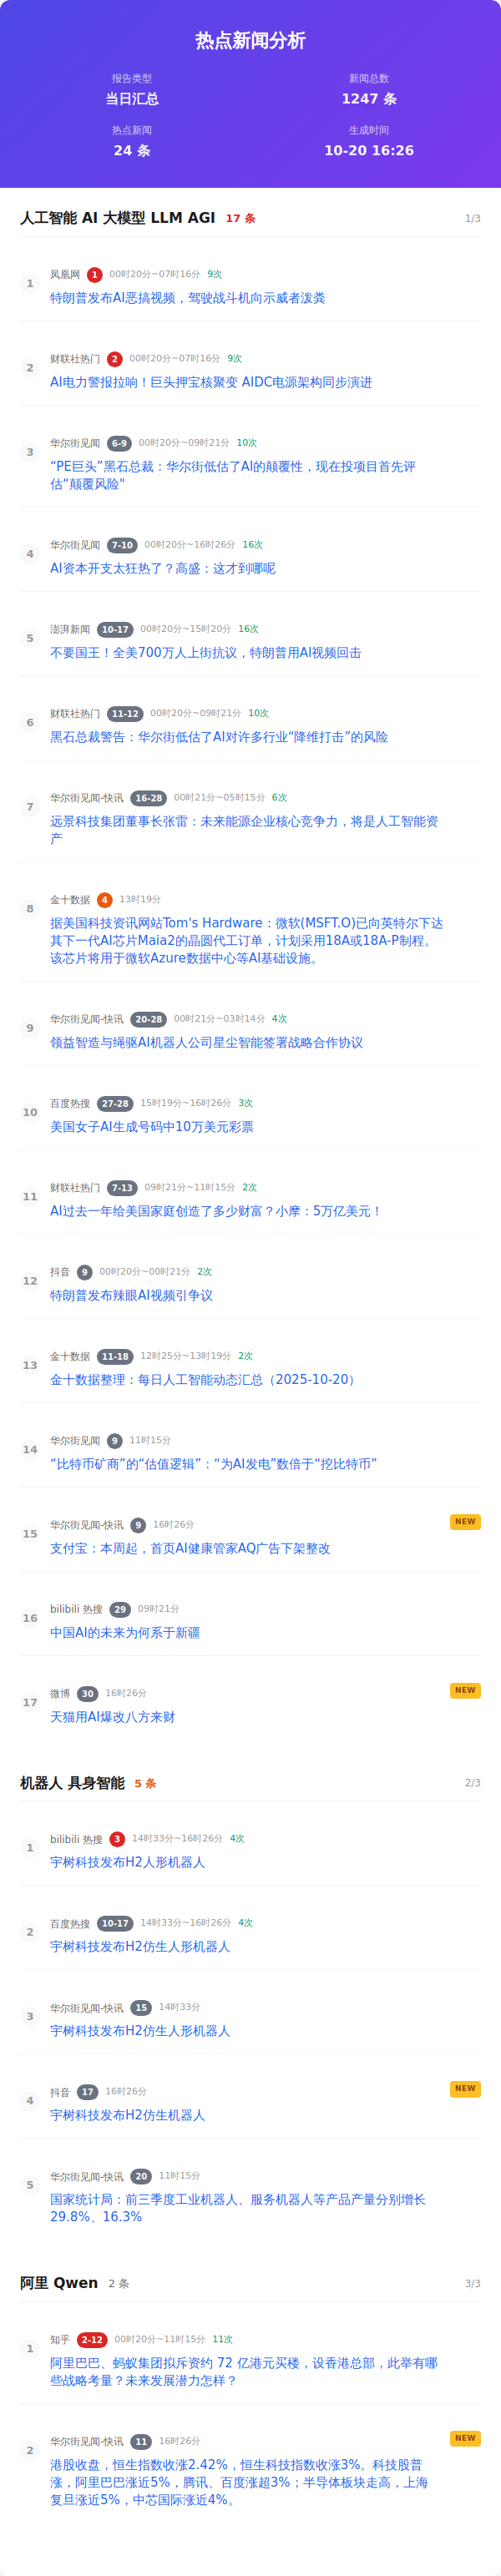 热点新闻分析
报告类型
新闻总数
当日汇总
1247 条
热点新闻
生成时间
24 条
10-20 16:26
人工智能 AI 大模型 LLM AGI 17 条 1/3
1
凤凰网 1 00时20分~07时16分 9次
特朗普发布AI恶搞视频，驾驶战斗机向示威者泼粪
2
财联社热门 2 00时20分~07时16分 9次
AI电力警报拉响！巨头押宝核聚变 AIDC电源架构同步演进
3
华尔街见闻 6-9 00时20分~09时21分 10次
“PE巨头”黑石总裁：华尔街低估了AI的颠覆性，现在投项目首先评
估“颠覆风险"
4
华尔街见闻 7-10 00时20分~16时26分 16次
AI资本开支太狂热了？高盛：这才到哪呢
5
澎湃新闻 10-17 00时20分~15时20分 16次
不要国王！全美700万人上街抗议，特朗普用AI视频回击
6
财联社热门 11-12 00时20分~09时21分 10次
黑石总裁警告：华尔街低估了AI对许多行业“降维打击”的风险
7
华尔街见闻-快讯 16-28 00时21分~05时15分 6次
远景科技集团董事长张雷：未来能源企业核心竞争力，将是人工智能资
产
8
金十数据 4 13时19分
据美国科技资讯网站Tom's Hardware：微软(MSFT.O)已向英特尔下达
其下一代AI芯片Maia2的晶圆代工订单，计划采用18A或18A-P制程。
该芯片将用于微软Azure数据中心等AI基础设施。
9
华尔街见闻-快讯 20-28 00时21分~03时14分 4次
领益智造与绳驱AI机器人公司星尘智能签署战略合作协议
10
百度热搜 27-28 15时19分~16时26分 3次
美国女子AI生成号码中10万美元彩票
11
财联社热门 7-13 09时21分~11时15分 2次
AI过去一年给美国家庭创造了多少财富？小摩：5万亿美元！
12
抖音 9 00时20分~00时21分 2次
特朗普发布辣眼AI视频引争议
13
金十数据 11-18 12时25分~13时19分 2次
金十数据整理：每日人工智能动态汇总（2025-10-20）
14
华尔街见闻 9 11时15分
“比特币矿商”的“估值逻辑”：“为AI发电”数倍于“挖比特币”
15
华尔街见闻-快讯 9 16时26分 NEW
支付宝：本周起，首页AI健康管家AQ广告下架整改
16
bilibili 热搜 29 09时21分
中国AI的未来为何系于新疆
17
微博 30 16时26分 NEW
天猫用AI爆改八方来财
机器人 具身智能 5 条 2/3
1
bilibili 热搜 3 14时33分~16时26分 4次
宇树科技发布H2人形机器人
2
百度热搜 10-17 14时33分~16时26分 4次
宇树科技发布H2仿生人形机器人
3
华尔街见闻-快讯 15 14时33分
宇树科技发布H2仿生人形机器人
4
抖音 17 16时26分 NEW
宇树科技发布H2仿生机器人
5
华尔街见闻-快讯 20 11时15分
国家统计局：前三季度工业机器人、服务机器人等产品产量分别增长
29.8%、16.3%
阿里 Qwen 2 条 3/3
1
知乎 2-12 00时20分~11时15分 11次
阿里巴巴、蚂蚁集团拟斥资约 72 亿港元买楼，设香港总部，此举有哪
些战略考量？未来发展潜力怎样？
2
华尔街见闻-快讯 11 16时26分 NEW
港股收盘，恒生指数收涨2.42%，恒生科技指数收涨3%。科技股普
涨，阿里巴巴涨近5%，腾讯、百度涨超3%；半导体板块走高，上海
复旦涨近5%，中芯国际涨近4%。